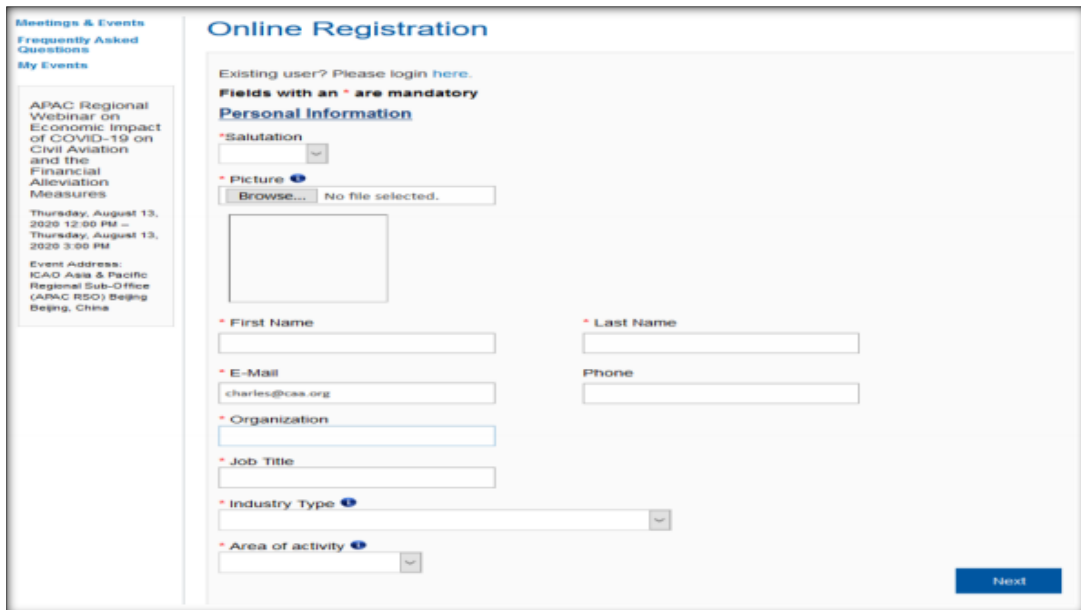 Meetings & Events
Frequently Asked
Questions
My Events
APAC Regional
Webinar on
Economic Impact
of COVID-19 on
Civil Aviation
and the
Financial
Alleviation
Measures
Thursday, August 13,
2020 12:00 PM –
Thursday, August 13,
2020 3:00 PM
Event Address:
ICAO Asia & Pacific
Regional Sub-Office
(APAC RSO) Beijing
Beijing, China
Online Registration
Existing user? Please login here.
Fields with an * are mandatory
Personal Information
*Salutation
* Picture
Browse... No file selected.
* First Name
* Last Name
* E-Mail
Phone
charles@caa.org
* Organization
* Job Title
* Industry Type
* Area of activity
Next